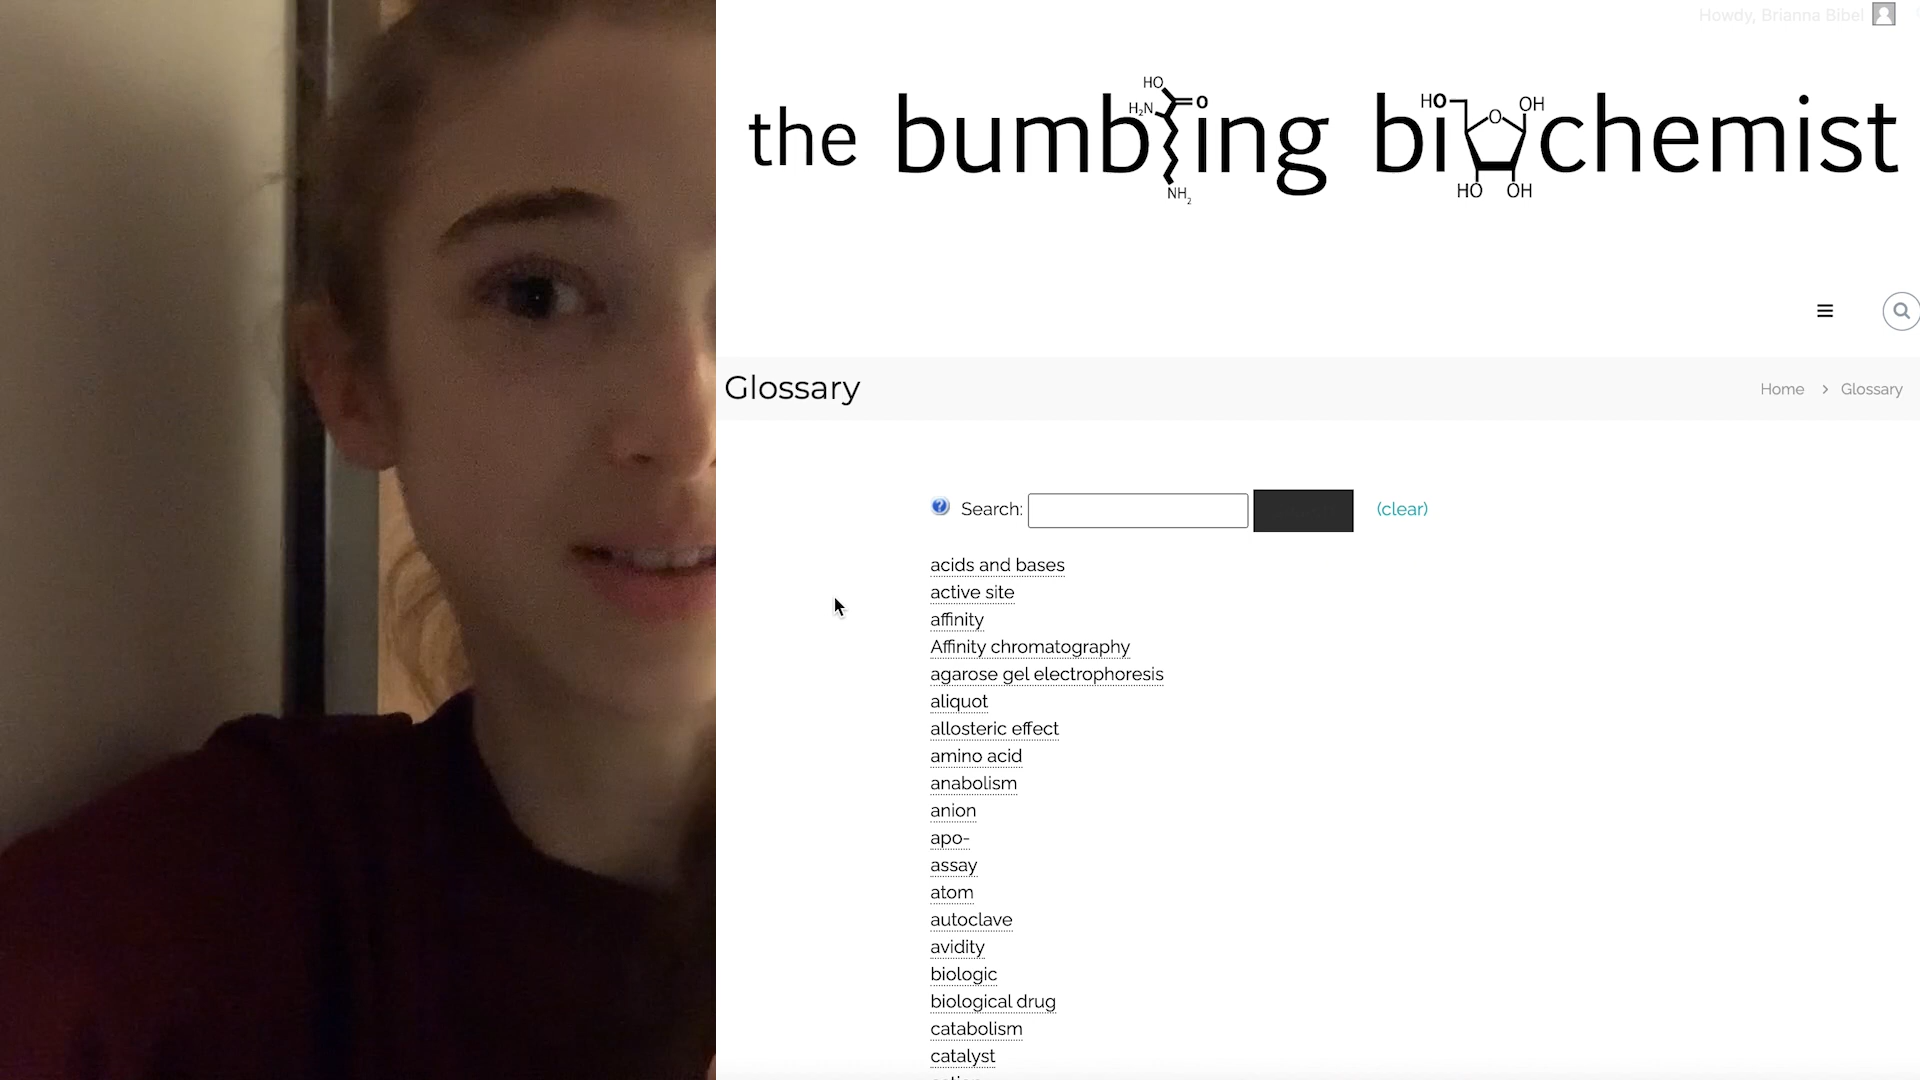 Howdy, Brianna Bibel
the bumbling biochemist
HO
H₂N
O
NH₂
HO
O
OH
HO
OH
Glossary
Home > Glossary
Search:
(clear)
acids and bases
active site
affinity
Affinity chromatography
agarose gel electrophoresis
aliquot
allosteric effect
amino acid
anabolism
anion
apo-
assay
atom
autoclave
avidity
biologic
biological drug
catabolism
catalyst